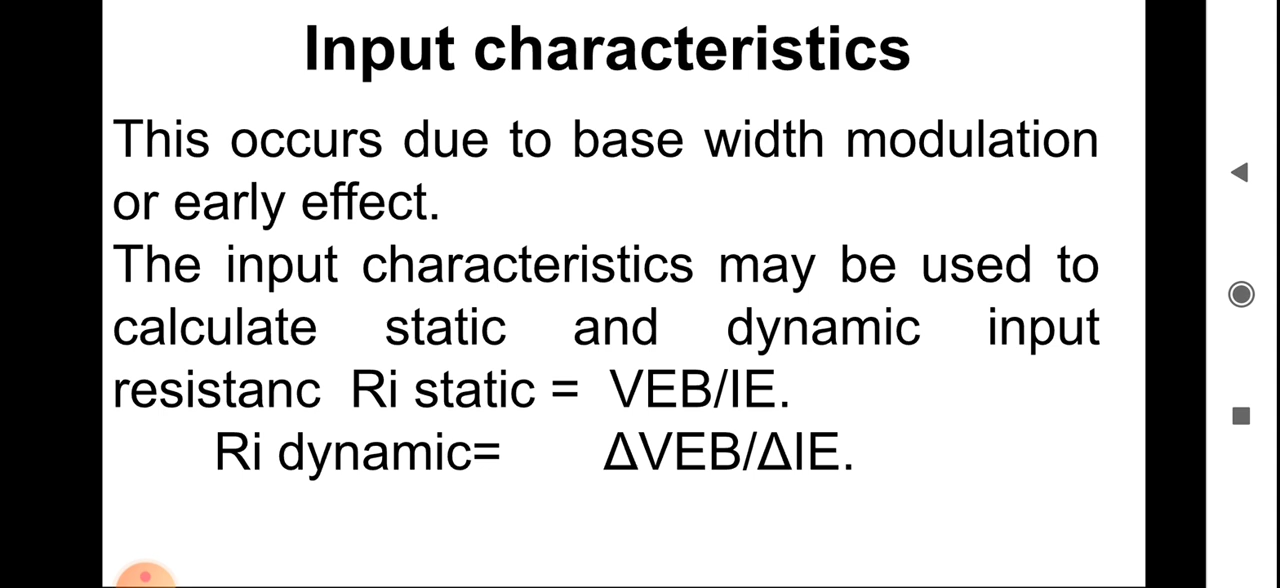 Input characteristics
This occurs due to base width modulation
or early effect.
The input characteristics may be used to
calculate static and dynamic input
resistanc Ri static = VEB/IE.
Ri dynamic= ΔVEB/ΔIE.